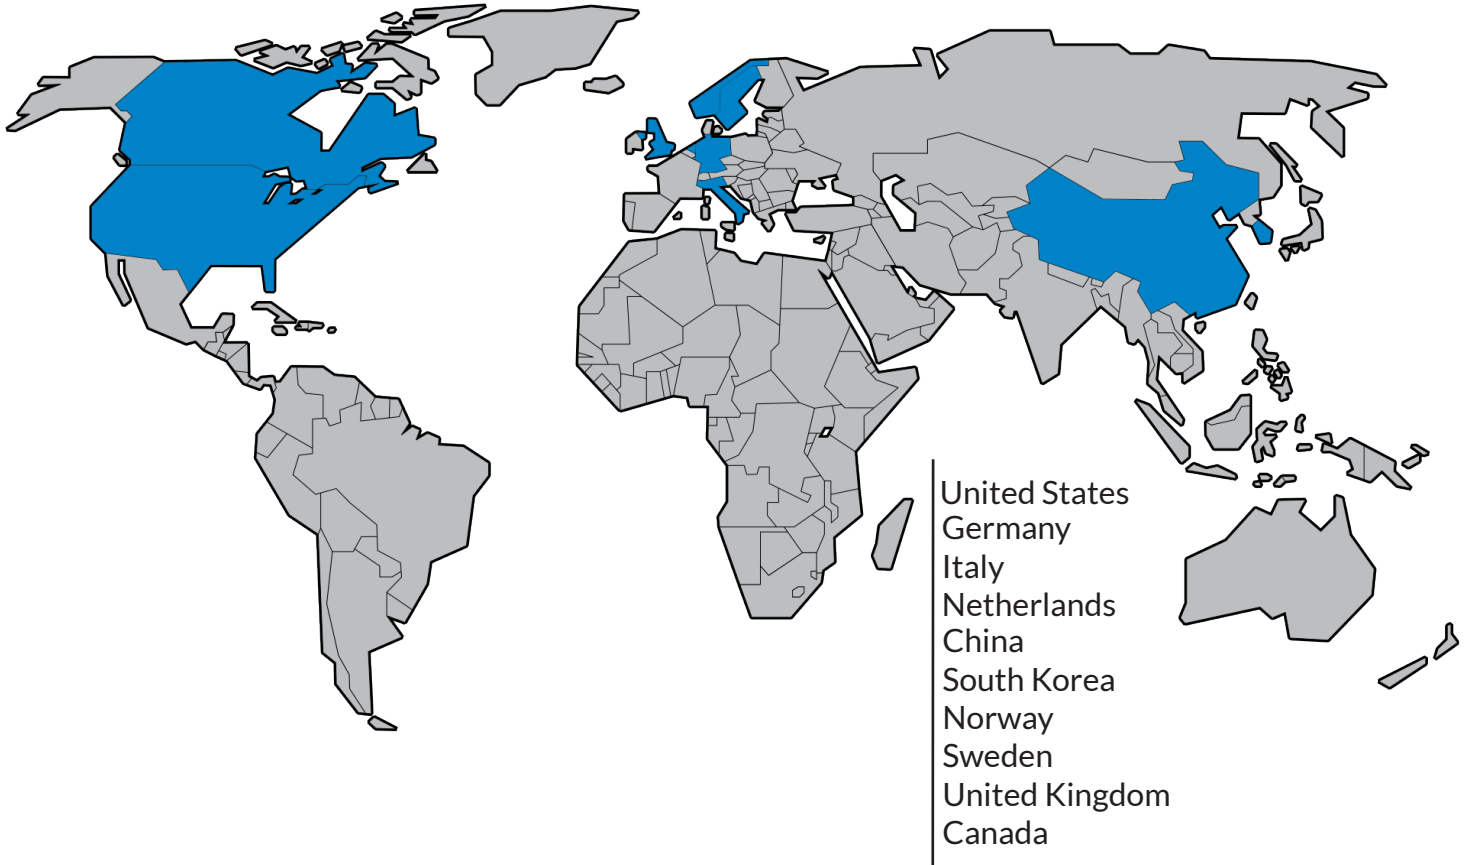 United States
Germany
Italy
Netherlands
China
South Korea
Norway
Sweden
United Kingdom
Canada